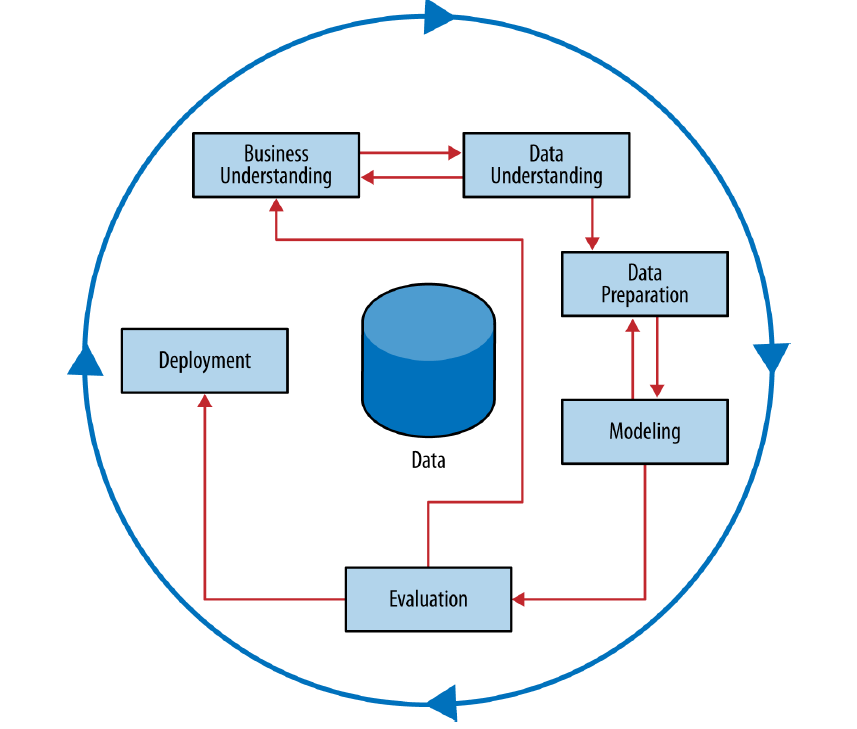 Business
Understanding
Data
Understanding
Data
Preparation
Deployment
Modeling
Data
Evaluation